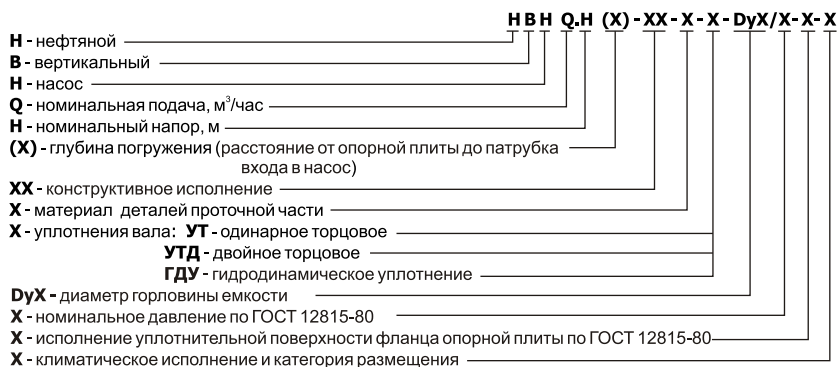 Н В Н Q.Н (Х) - ХХ - Х - Х - DyX/Х - Х - Х
Н - нефтяной
В - вертикальный
Н - насос
Q - номинальная подача, м³/час
Н - номинальный напор, м
(Х) - глубина погружения (расстояние от опорной плиты до патрубка
входа в насос)
ХХ - конструктивное исполнение
Х - материал деталей проточной части
Х - уплотнения вала: УТ - одинарное торцовое
УТД - двойное торцовое
ГДУ - гидродинамическое уплотнение
DyX - диаметр горловины емкости
Х - номинальное давление по ГОСТ 12815-80
Х - исполнение уплотнительной поверхности фланца опорной плиты по ГОСТ 12815-80
Х - климатическое исполнение и категория размещения